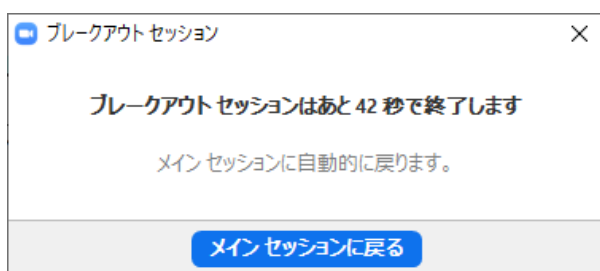 ブレークアウト セッション
ブレークアウト セッションはあと 42 秒で終了します
メイン セッションに自動的に戻ります。
メイン セッションに戻る